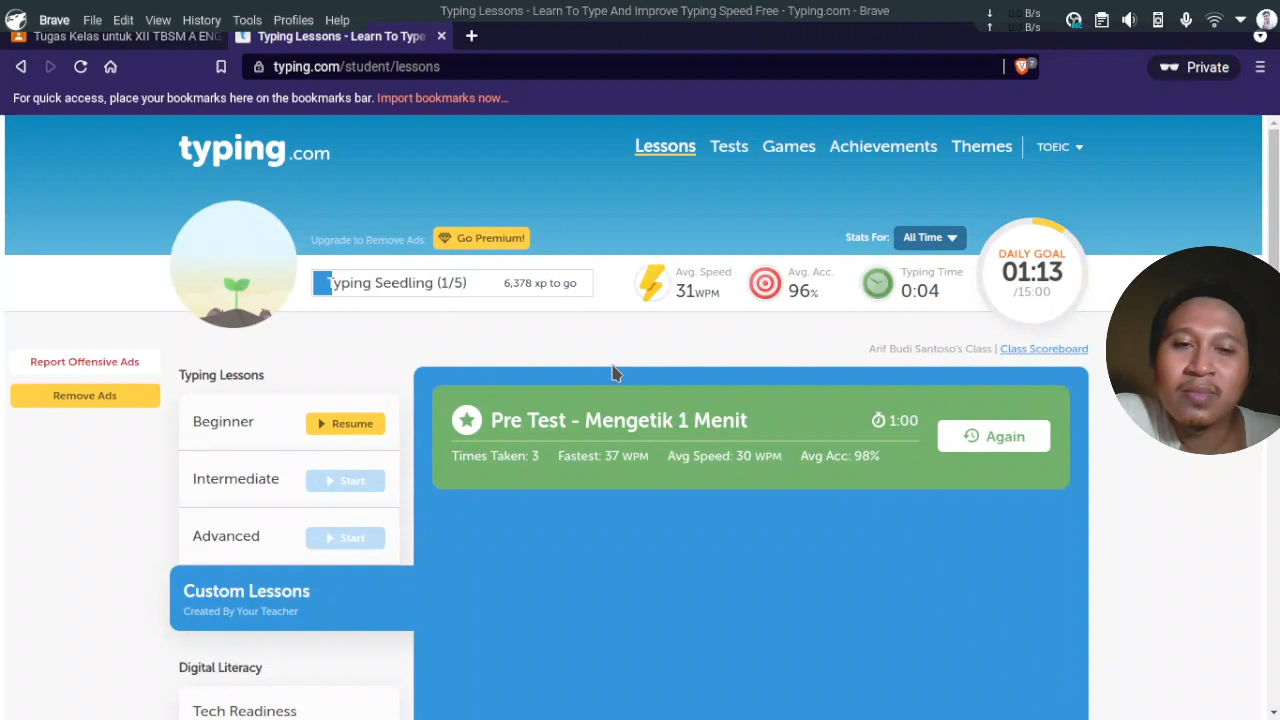 Brave File Edit View History Tools Profiles Help
Typing Lessons - Learn To Type And Improve Typing Speed Free - Typing.com - Brave
0.0 B/s
0.0 B/s
REC
Tugas Kelas untuk XII TBSM A ENG
Typing Lessons - Learn To Type
typing.com/student/lessons
7
Private
For quick access, place your bookmarks here on the bookmarks bar. Import bookmarks now...
typing.com
Lessons Tests Games Achievements Themes TOEIC
Upgrade to Remove Ads: Go Premium!
Stats For: All Time
Typing Seedling (1/5) 6,378 xp to go
Avg. Speed
31WPM
Avg. Acc.
96%
Typing Time
0:04
DAILY GOAL
01:13
/15:00
Arif Budi Santoso's Class | Class Scoreboard
Report Offensive Ads
Remove Ads
Typing Lessons
Beginner Resume
Intermediate Start
Advanced Start
Custom Lessons
Created By Your Teacher
Digital Literacy
Tech Readiness
Pre Test - Mengetik 1 Menit 1:00
Times Taken: 3 Fastest: 37 WPM Avg Speed: 30 WPM Avg Acc: 98%
Again